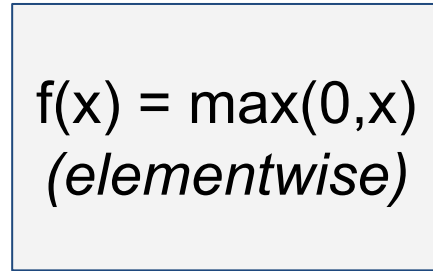 f(x) = max(0,x)
(elementwise)